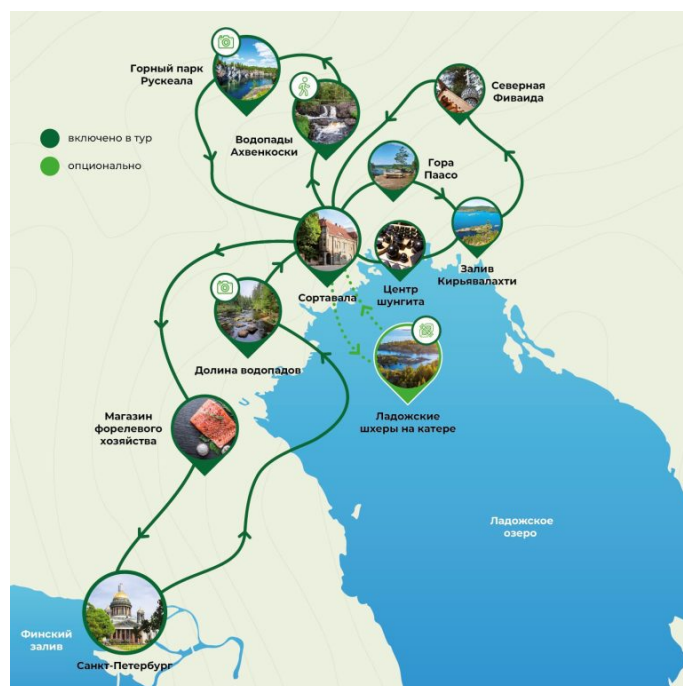 Горный парк
Рускеала
Водопады
Ахвенкоски
Северная
Фиваида
включено в тур
опционально
Гора
Паасо
Залив
Кирьявалахти
Центр
шунгита
Сортавала
Долина водопадов
Ладожские
шхеры на катере
Магазин
форелевого
хозяйства
Ладожское
озеро
Финский
залив
Санкт-Петербург